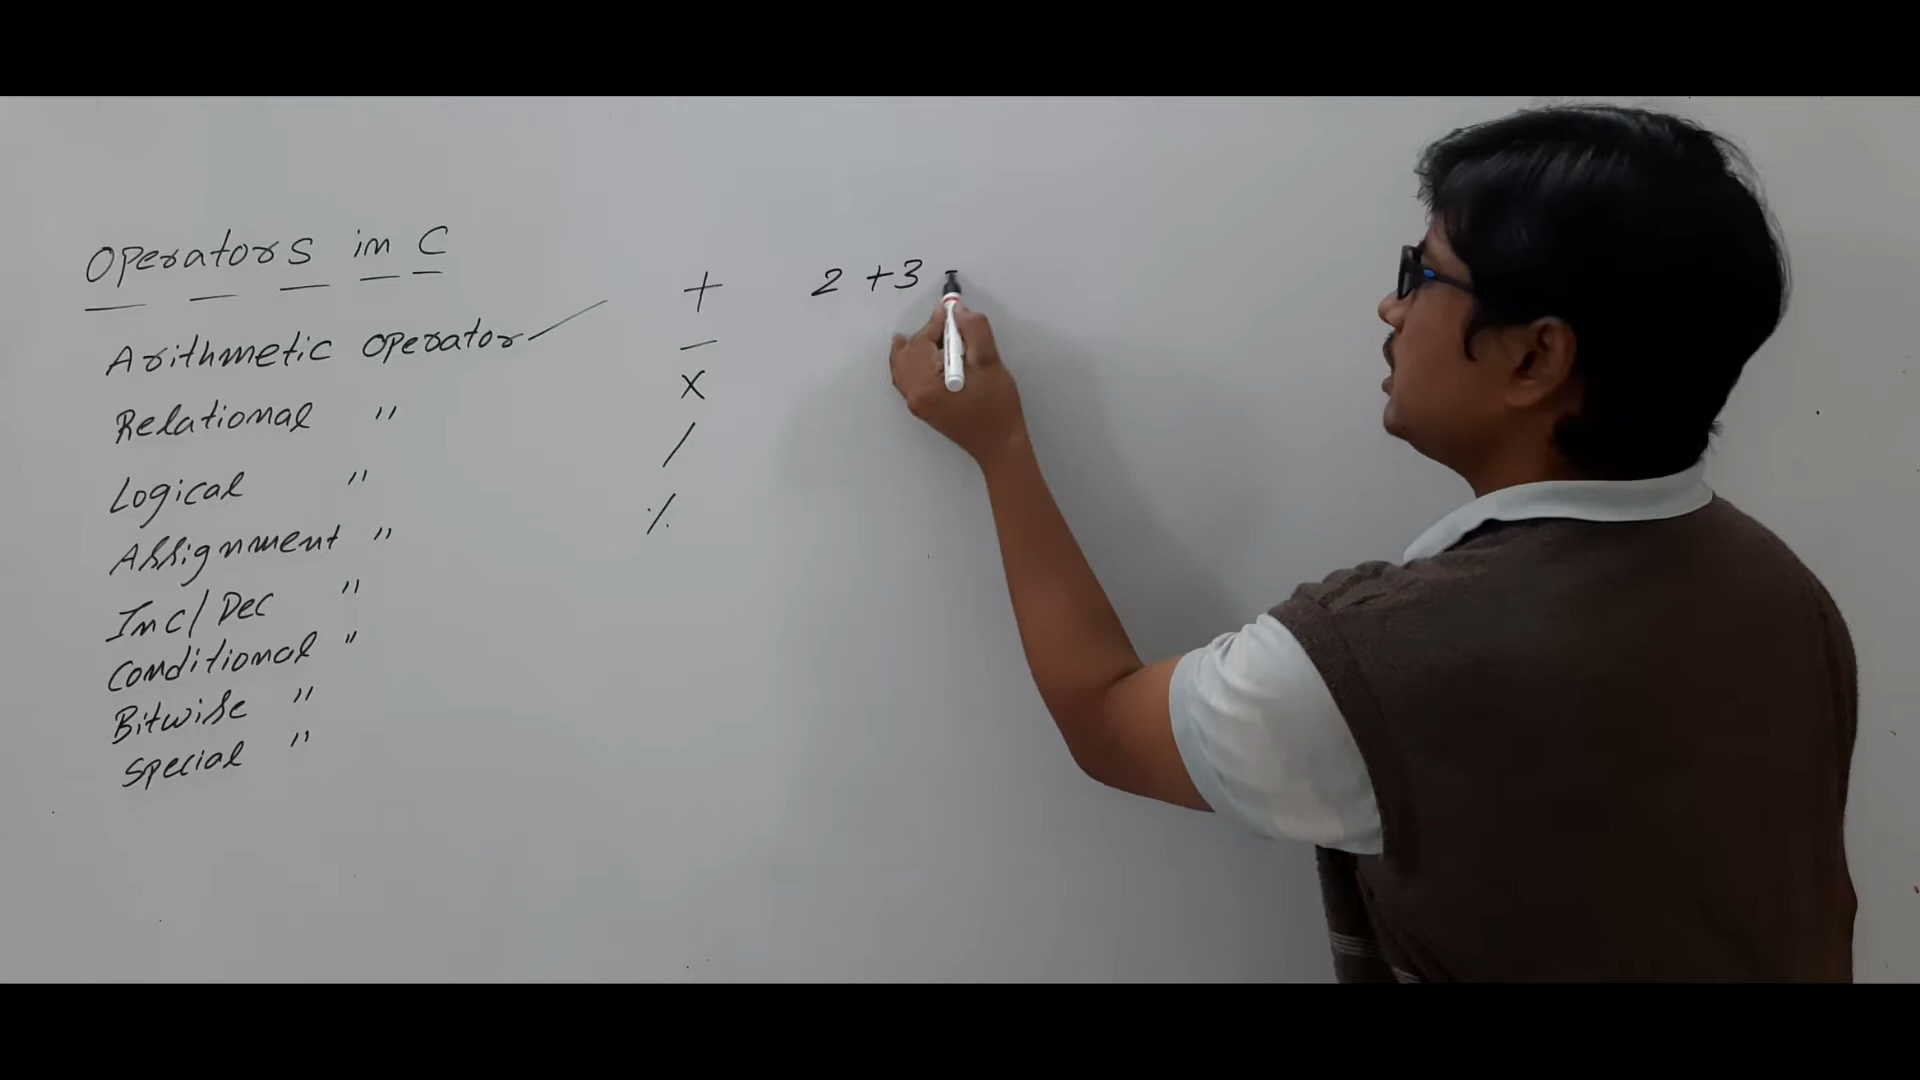 Operators in C
Arithmetic Operator
Relational "
Logical "
Assignment "
Inc/Dec "
Conditional "
Bitwise "
Special "
+
-
x
/
%
2 +3 =